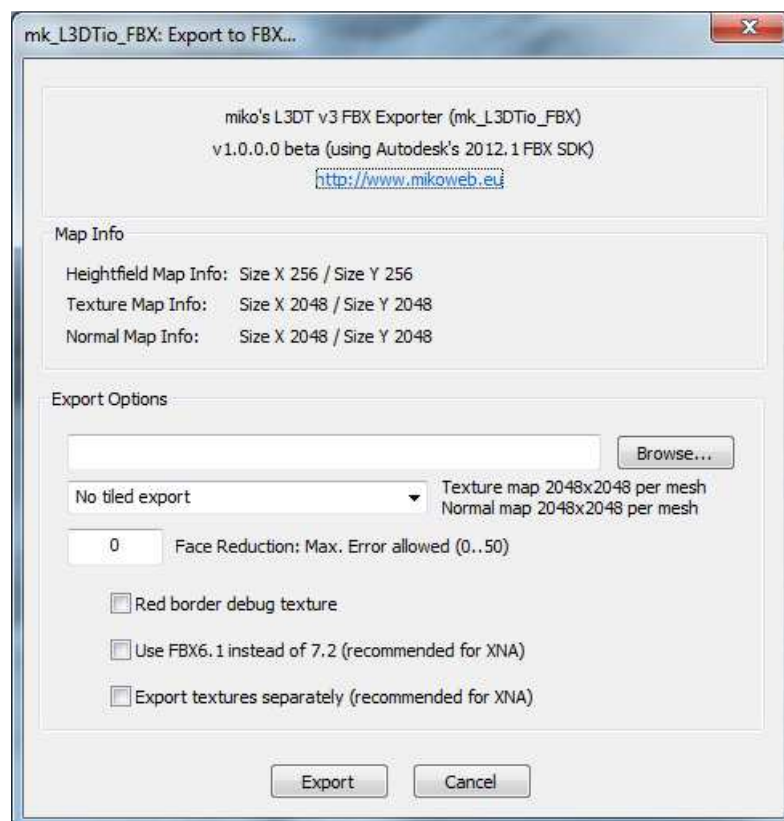 mk_L3DTio_FBX: Export to FBX...
miko's L3DT v3 FBX Exporter (mk_L3DTio_FBX)
v1.0.0.0 beta (using Autodesk's 2012.1 FBX SDK)
http://www.mikoweb.eu
Map Info
Heightfield Map Info: Size X 256 / Size Y 256
Texture Map Info: Size X 2048 / Size Y 2048
Normal Map Info: Size X 2048 / Size Y 2048
Export Options
Browse...
No tiled export
Texture map 2048x2048 per mesh
Normal map 2048x2048 per mesh
0 Face Reduction: Max. Error allowed (0..50)
Red border debug texture
Use FBX6.1 instead of 7.2 (recommended for XNA)
Export textures separately (recommended for XNA)
Export Cancel